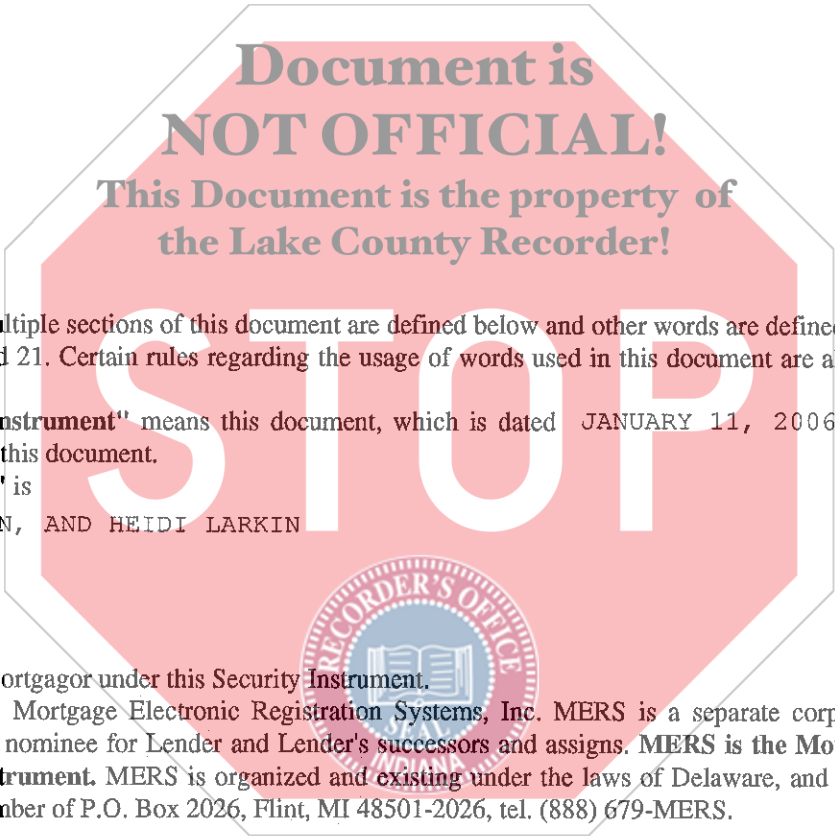 Document is
NOT OFFICIAL!
This Document is the property of
the Lake County Recorder!
STOP
ltiple sections of this document are defined below and other words are defined
d 21. Certain rules regarding the usage of words used in this document are a
nstrument" means this document, which is dated JANUARY 11, 2006
this document.
" is
N, AND HEIDI LARKIN
RECORDER'S OFFICE
SEAL
INDIANA
ortgagor under this Security Instrument.
Mortgage Electronic Registration Systems, Inc. MERS is a separate corp
nominee for Lender and Lender's successors and assigns. MERS is the Mo
trument. MERS is organized and existing under the laws of Delaware, and
nber of P.O. Box 2026, Flint, MI 48501-2026, tel. (888) 679-MERS.